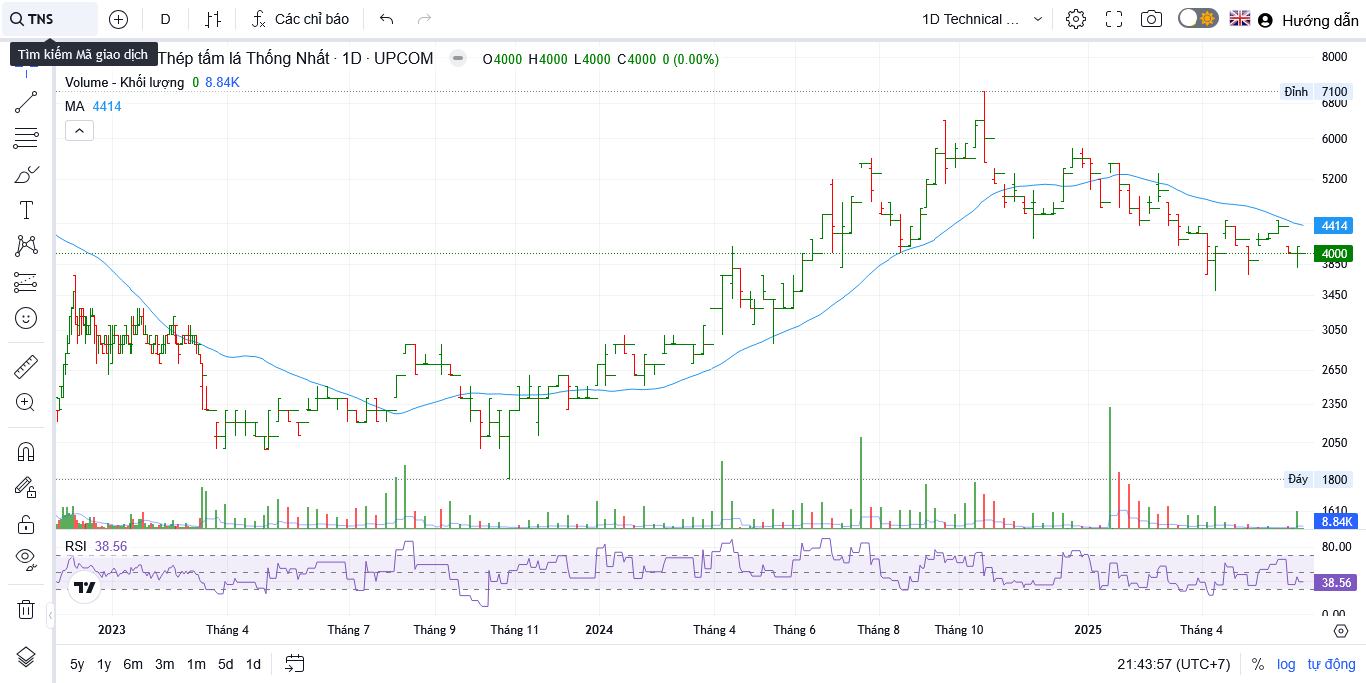 TNS
D
Các chỉ báo
1D Technical ...
Hướng dẫn
Tìm kiếm Mã giao dịch
Thép tấm lá Thống Nhất · 1D · UPCOM
O4000 H4000 L4000 C4000 0 (0.00%)
Volume - Khối lượng 0 8.84K
MA 4414
8000
Đỉnh 7100
6800
6000
5200
4414
4000
3850
3450
3050
2650
2350
2050
Đáy 1800
1610
8.84K
RSI 38.56
80.00
38.56
0.00
2023 Tháng 4 Tháng 7 Tháng 9 Tháng 11 2024 Tháng 4 Tháng 6 Tháng 8 Tháng 10 2025 Tháng 4
5y 1y 6m 3m 1m 5d 1d
21:43:57 (UTC+7) % log tự động